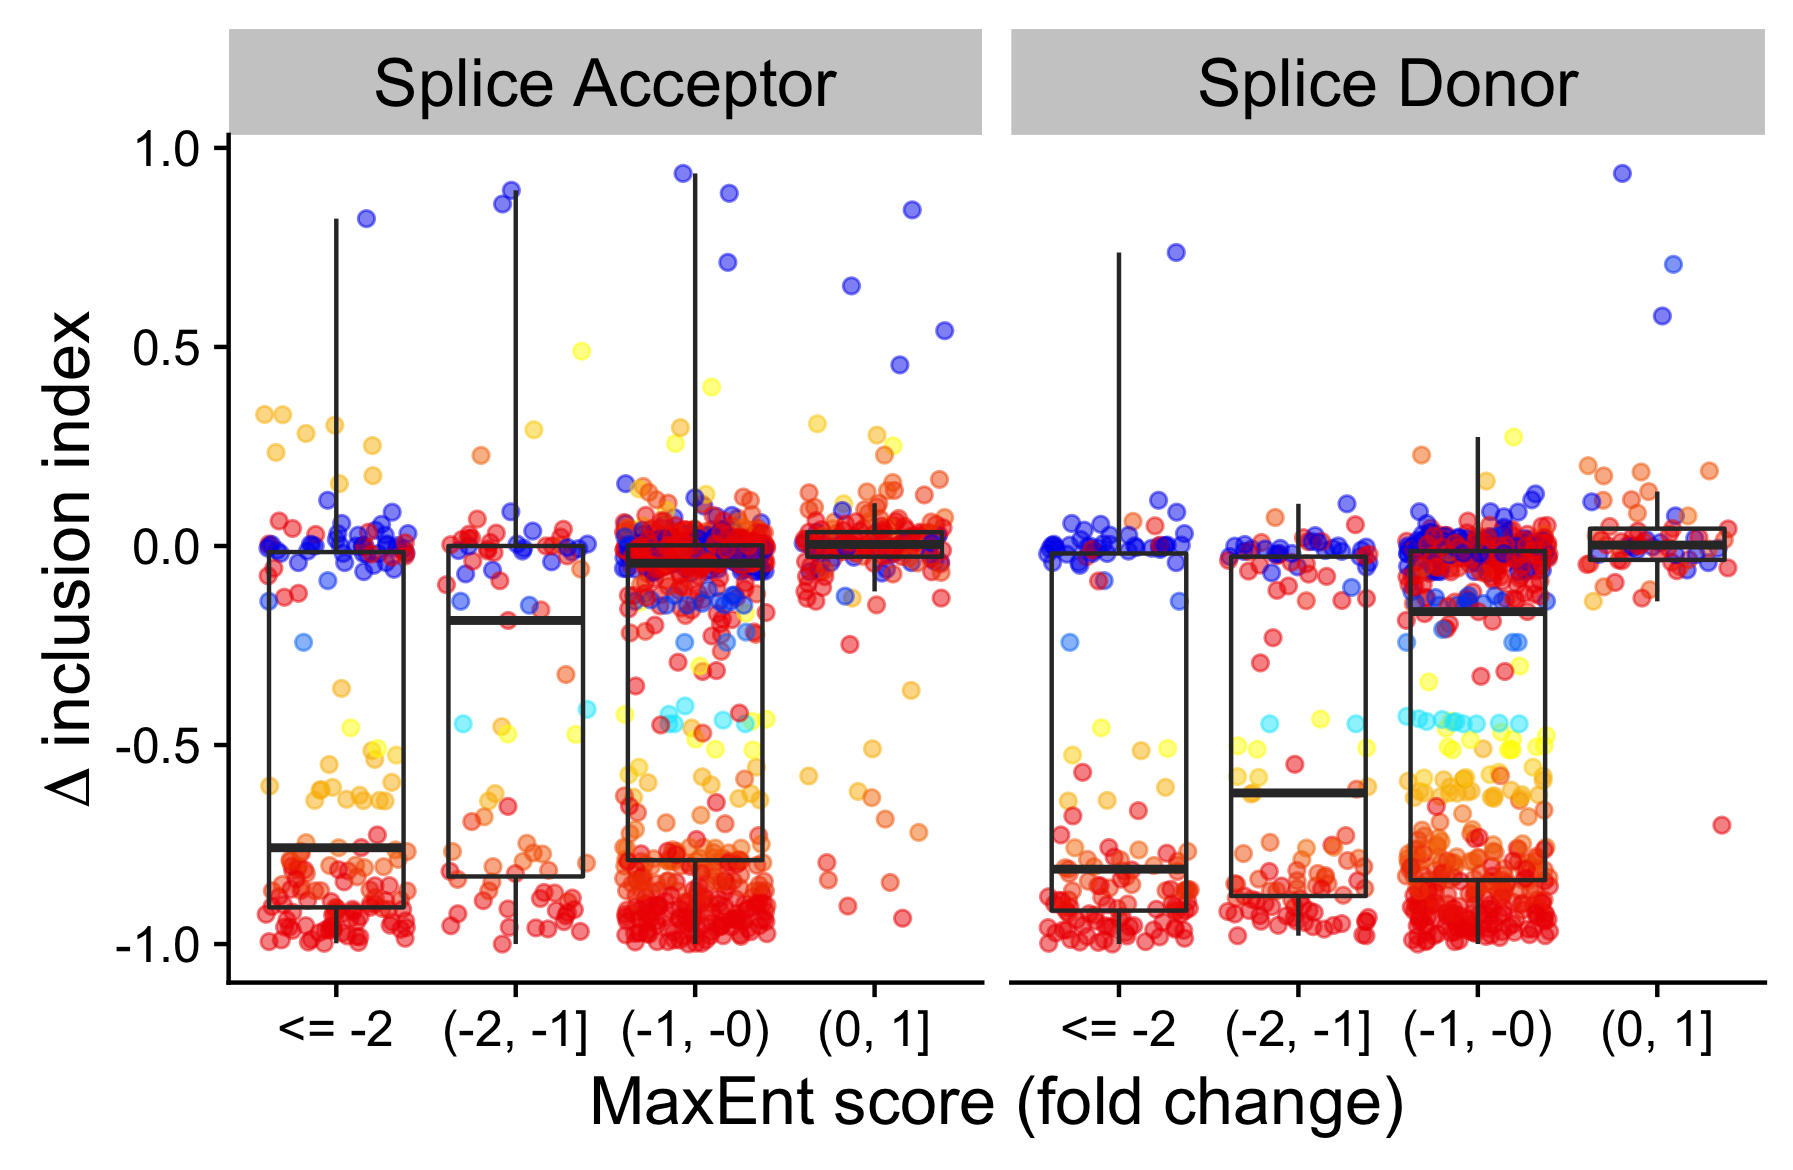 Splice Acceptor Splice Donor
1.0
0.5
0.0
-0.5
-1.0
Δ inclusion index
<= -2 (-2, -1] (-1, -0) (0, 1] <= -2 (-2, -1] (-1, -0) (0, 1]
MaxEnt score (fold change)